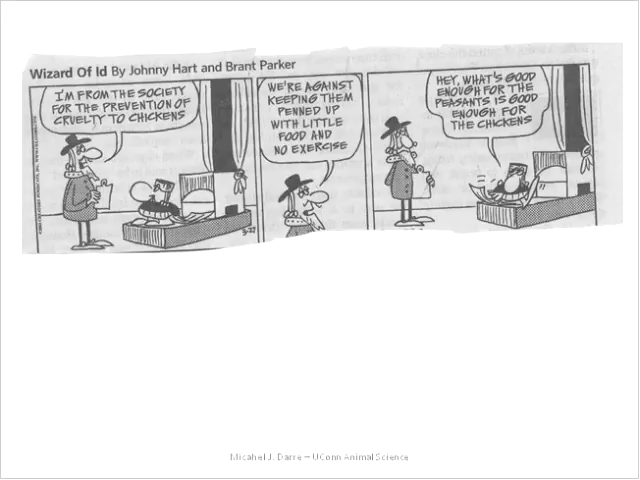 Wizard Of Id By Johnny Hart and Brant Parker
I'M FROM THE SOCIETY
FOR THE PREVENTION OF
CRUELTY TO CHICKENS
WE'RE AGAINST
KEEPING THEM
PENNED UP
WITH LITTLE
FOOD AND
NO EXERCISE
HEY, WHAT'S GOOD
ENOUGH FOR THE
PEASANTS IS GOOD
ENOUGH FOR
THE CHICKENS
3-22
Micahel J. Darre – UConn Animal Science